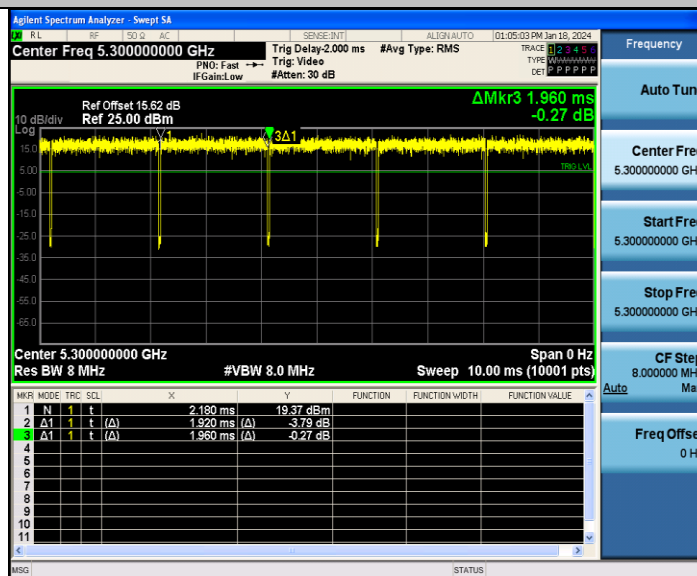 Agilent Spectrum Analyzer - Swept SA
RL RF 50 Ω AC SENSE:INT ALIGN AUTO 01:05:03 PM Jan 18, 2024
Center Freq 5.300000000 GHz
PNO: Fast
IFGain:Low
Trig Delay-2.000 ms
Trig: Video
#Atten: 30 dB
#Avg Type: RMS
TRACE 1 2 3 4 5 6
TYPE
DET P P P P P P
Frequency
Auto Tun
ΔMkr3 1.960 ms
-0.27 dB
Ref Offset 15.62 dB
10 dB/div Ref 25.00 dBm
Log
1
3Δ1
15.0
TRIG LVL
5.00
-5.00
-15.0
-25.0
-35.0
-45.0
-55.0
-65.0
Center 5.300000000 GHz Span 0 Hz
Res BW 8 MHz #VBW 8.0 MHz Sweep 10.00 ms (10001 pts)
Center Fre
5.300000000 GH
Start Fre
5.300000000 GH
Stop Fre
5.300000000 GH
CF Step
8.000000 MH
Auto Ma
Freq Offse
0 H
MKR MODE TRC SCL X Y FUNCTION FUNCTION WIDTH FUNCTION VALUE
1 N 1 t 2.180 ms 19.37 dBm
2 Δ1 1 t (Δ) 1.920 ms (Δ) -3.79 dB
3 Δ1 1 t (Δ) 1.960 ms (Δ) -0.27 dB
4
5
6
7
8
9
10
11
MSG STATUS